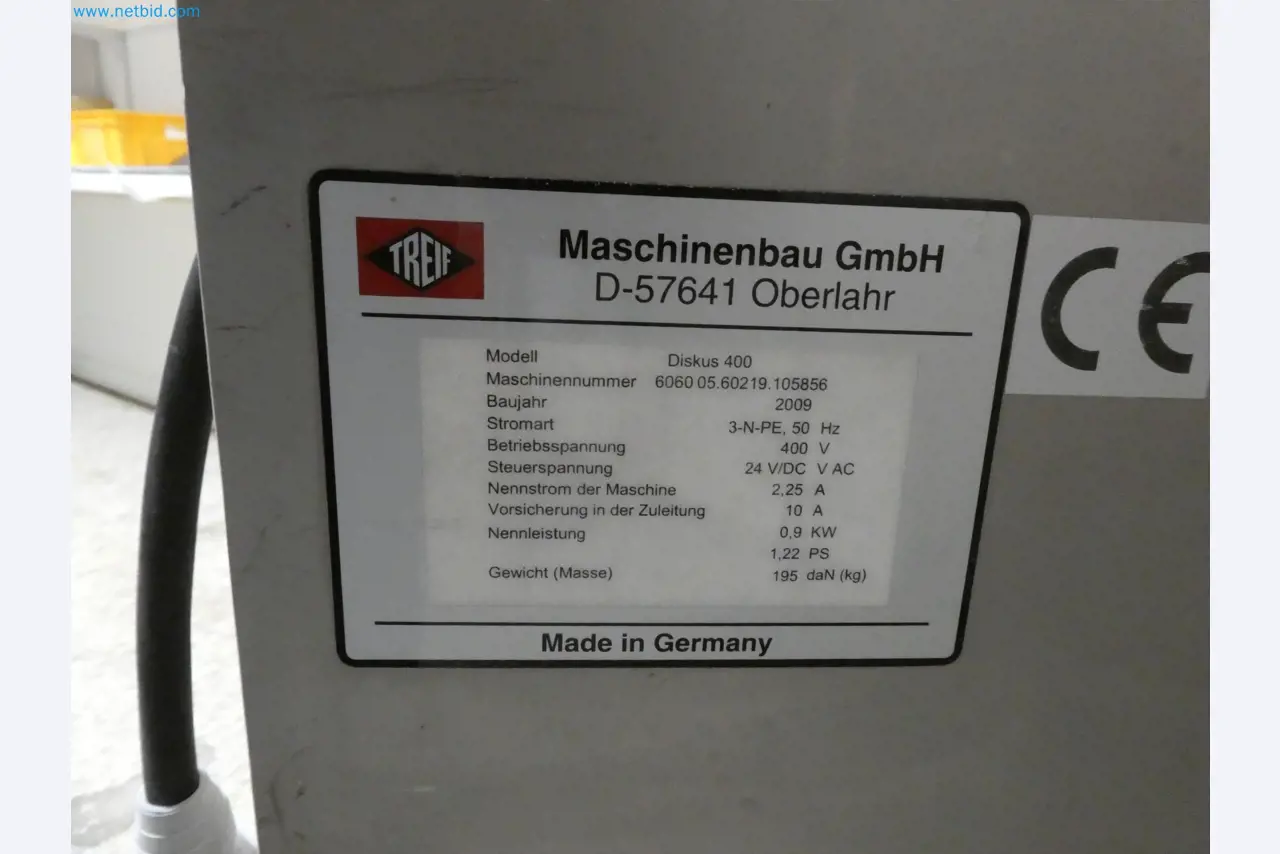 www.netbid.com
TREIF
Maschinenbau GmbH
D-57641 Oberlahr
CE
Modell Diskus 400
Maschinennummer 6060 05.60219.105856
Baujahr 2009
Stromart 3-N-PE, 50 Hz
Betriebsspannung 400 V
Steuerspannung 24 V/DC V AC
Nennstrom der Maschine 2,25 A
Vorsicherung in der Zuleitung 10 A
Nennleistung 0,9 KW
1,22 PS
Gewicht (Masse) 195 daN (kg)
Made in Germany